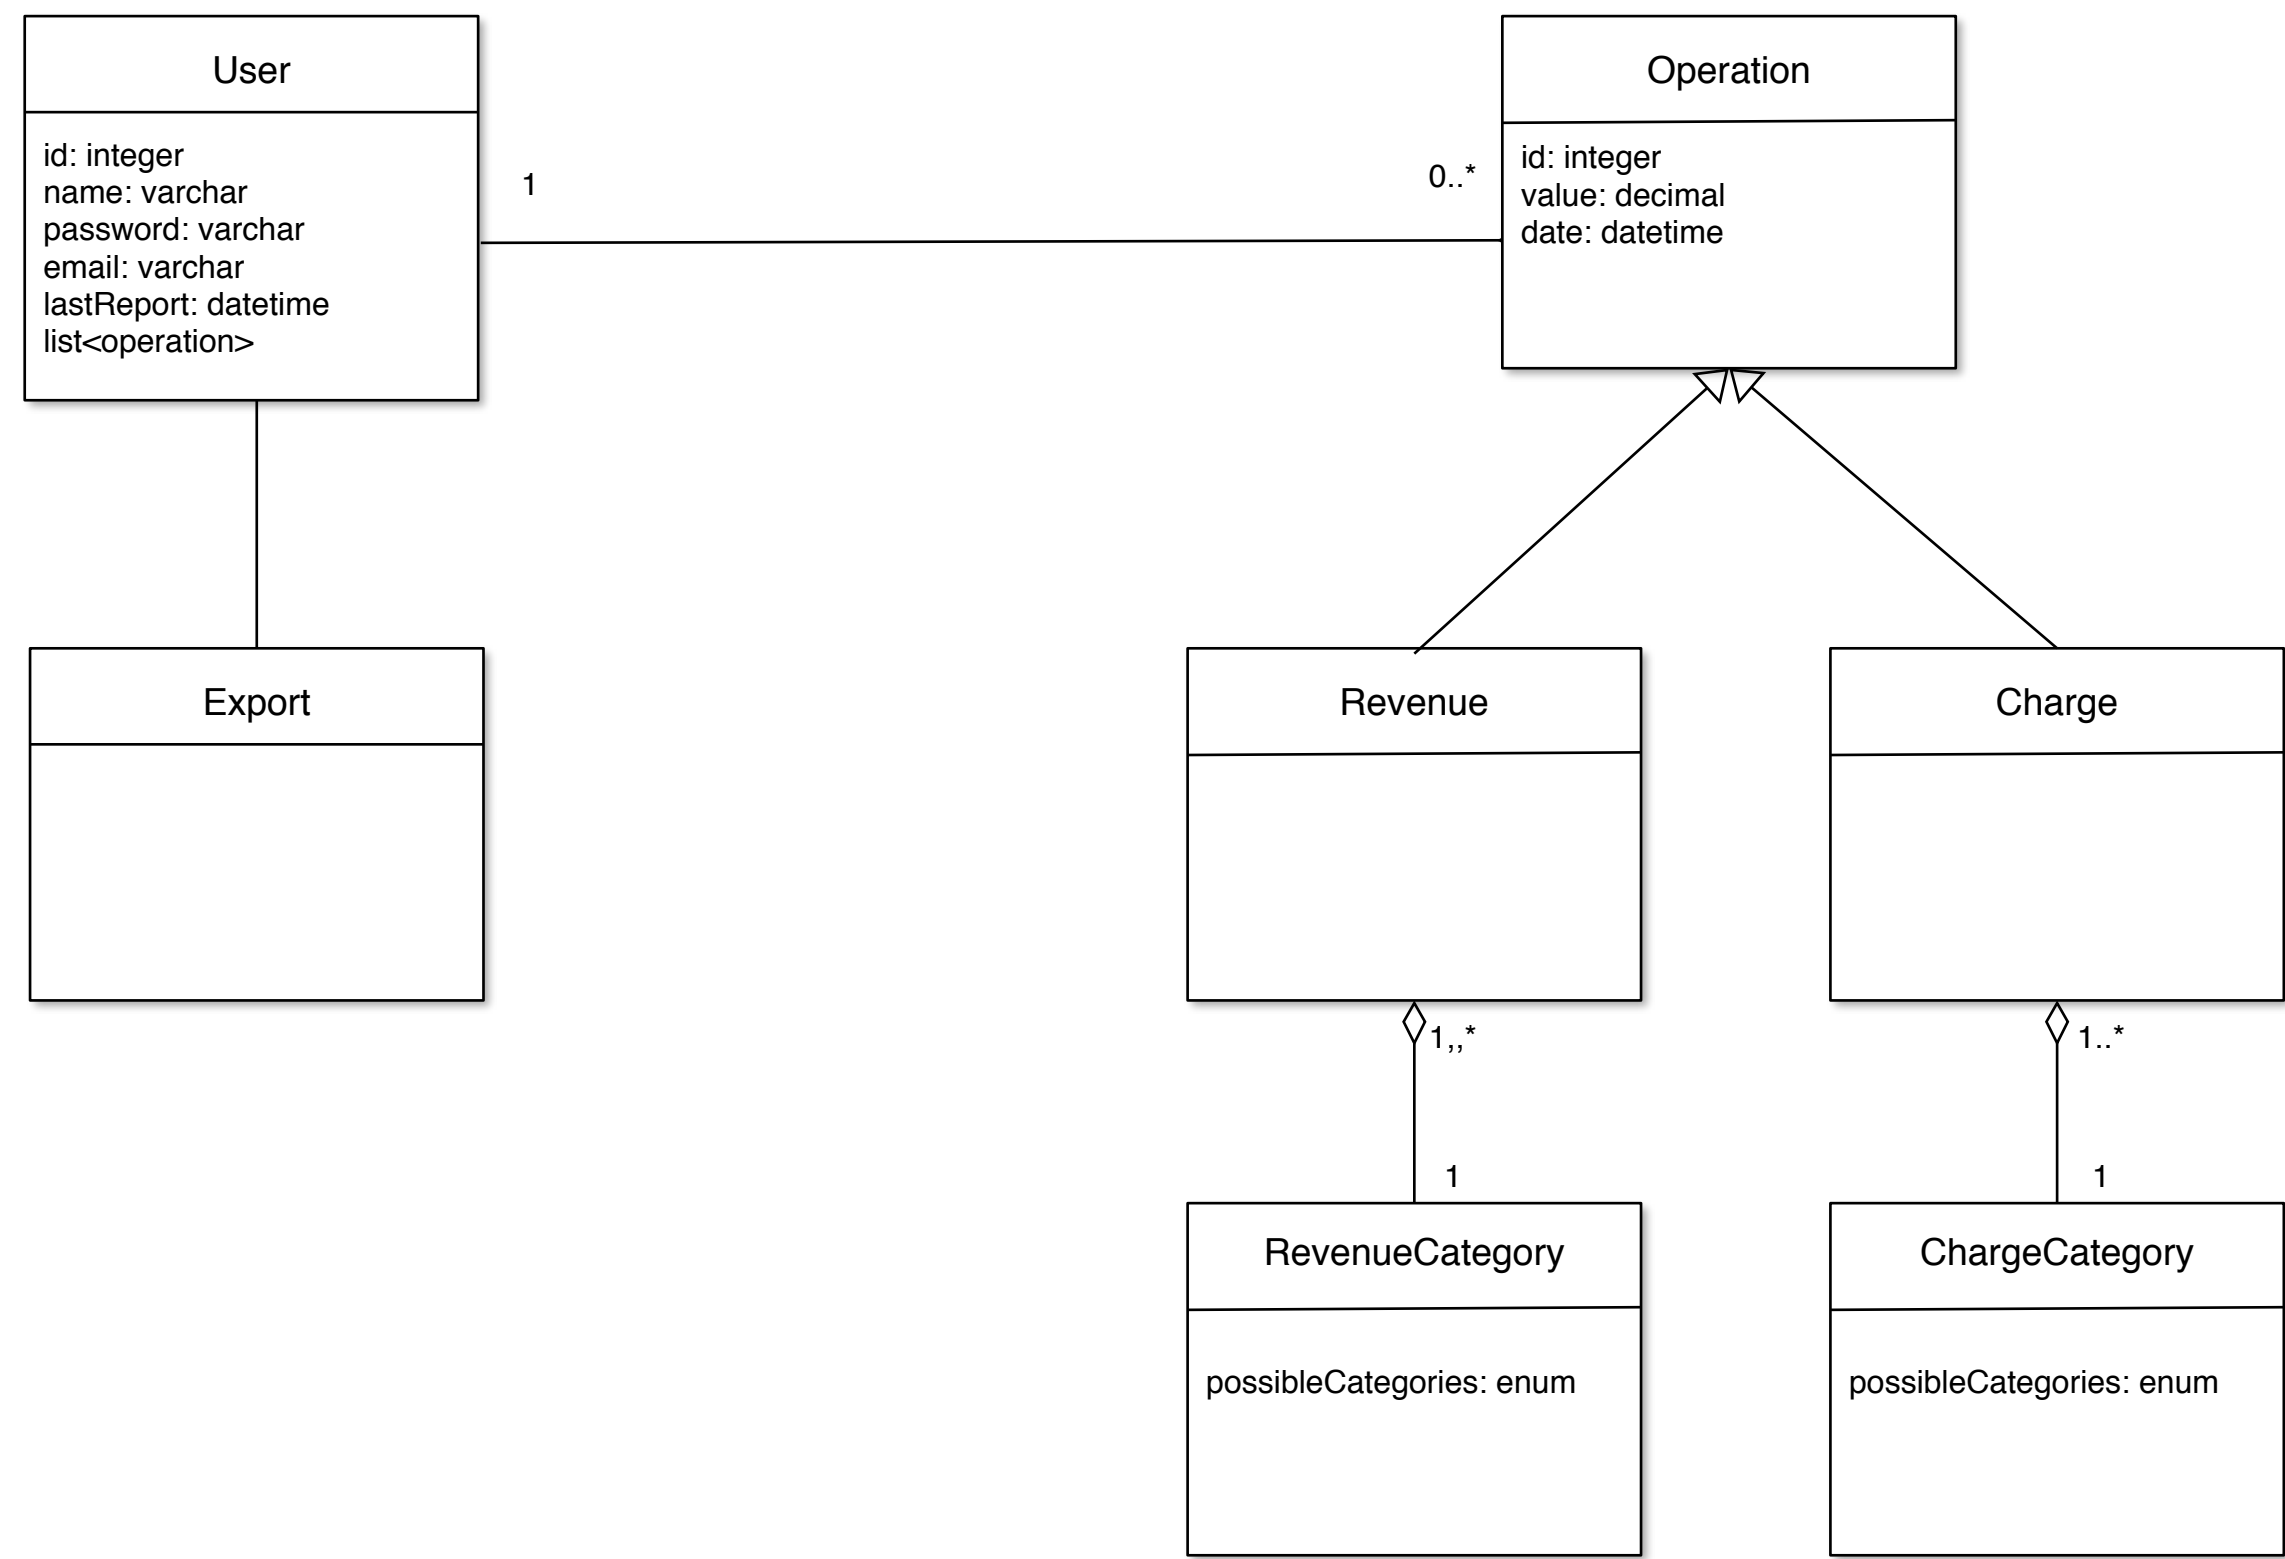 User
id: integer
name: varchar
password: varchar
email: varchar
lastReport: datetime
list<operation>
1
0..*
Operation
id: integer
value: decimal
date: datetime
Export
Revenue
Charge
1,,*
1..*
1
1
RevenueCategory
possibleCategories: enum
ChargeCategory
possibleCategories: enum